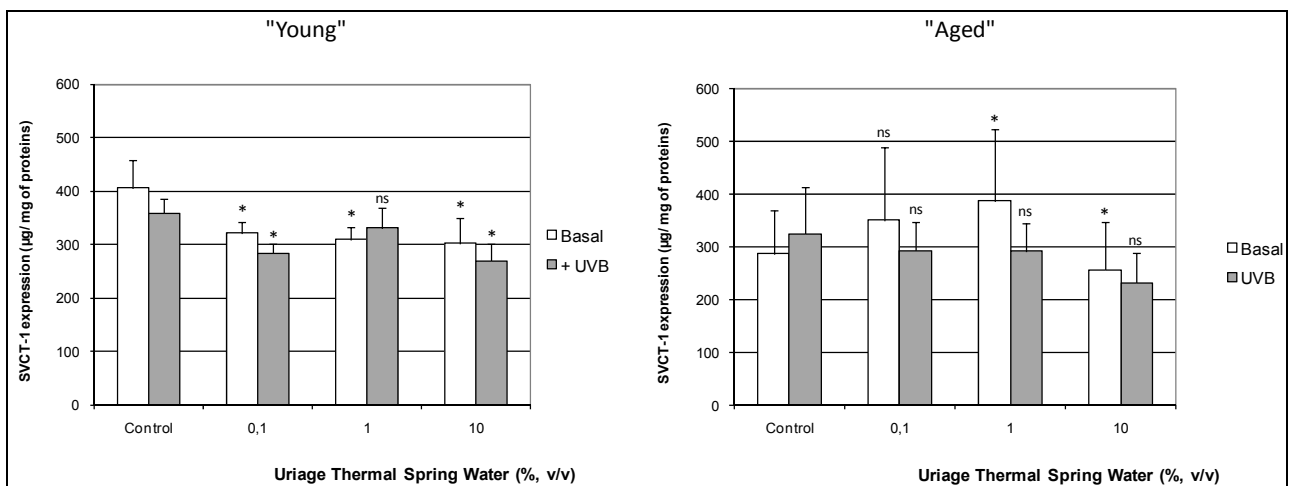 "Young"
SVCT-1 expression (µg/ mg of proteins)
600
500
400
300
200
100
0
*
*
*
ns
*
*
Control
0,1
1
10
Uriage Thermal Spring Water (%, v/v)
Basal
+ UVB
"Aged"
SVCT-1 expression (µg/ mg of proteins)
600
500
400
300
200
100
0
ns
ns
*
ns
*
ns
Control
0,1
1
10
Uriage Thermal Spring Water (%, v/v)
Basal
UVB